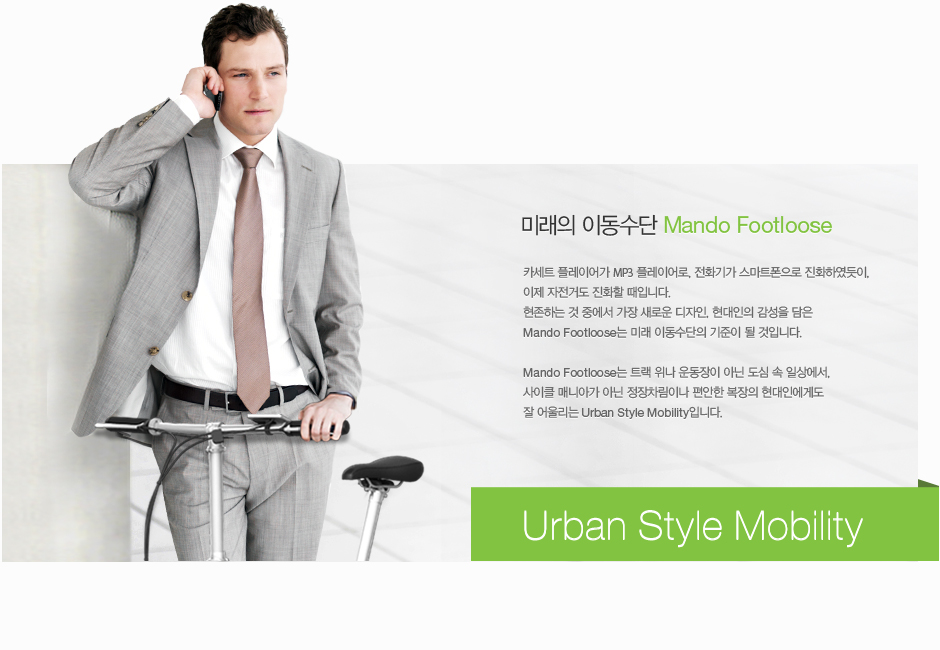 미래의 이동수단 Mando Footloose
카세트 플레이어가 MP3 플레이어로, 전화기가 스마트폰으로 진화하였듯이,
이제 자전거도 진화할 때입니다.
현존하는 것 중에서 가장 새로운 디자인, 현대인의 감성을 담은
Mando Footloose는 미래 이동수단의 기준이 될 것입니다.
Mando Footloose는 트랙 위나 운동장이 아닌 도심 속 일상에서,
사이클 매니아가 아닌 정장차림이나 편안한 복장의 현대인에게도
잘 어울리는 Urban Style Mobility입니다.
Urban Style Mobility